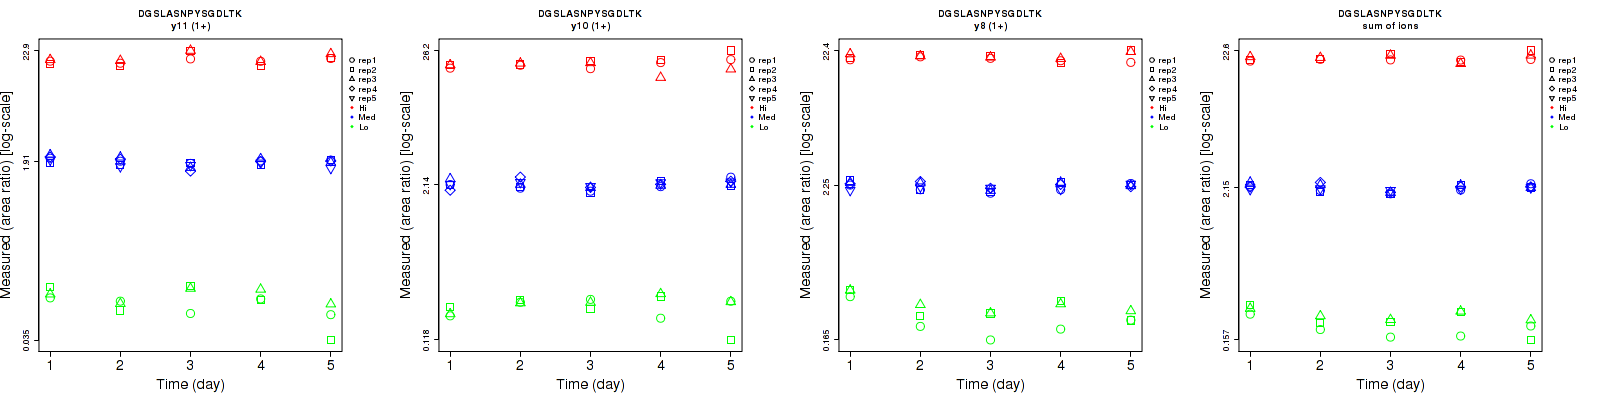 DGSLASNPYSGDLTK
y11 (1+)
Measured (area ratio) [log-scale]
22.9
1.91
0.035
1 2 3 4 5
Time (day)
rep1
rep2
rep3
rep4
rep5
Hi
Med
Lo
DGSLASNPYSGDLTK
y10 (1+)
Measured (area ratio) [log-scale]
26.2
2.14
0.118
1 2 3 4 5
Time (day)
rep1
rep2
rep3
rep4
rep5
Hi
Med
Lo
DGSLASNPYSGDLTK
y8 (1+)
Measured (area ratio) [log-scale]
22.4
2.25
0.165
1 2 3 4 5
Time (day)
rep1
rep2
rep3
rep4
rep5
Hi
Med
Lo
DGSLASNPYSGDLTK
sum of ions
Measured (area ratio) [log-scale]
22.6
2.15
0.157
1 2 3 4 5
Time (day)
rep1
rep2
rep3
rep4
rep5
Hi
Med
Lo